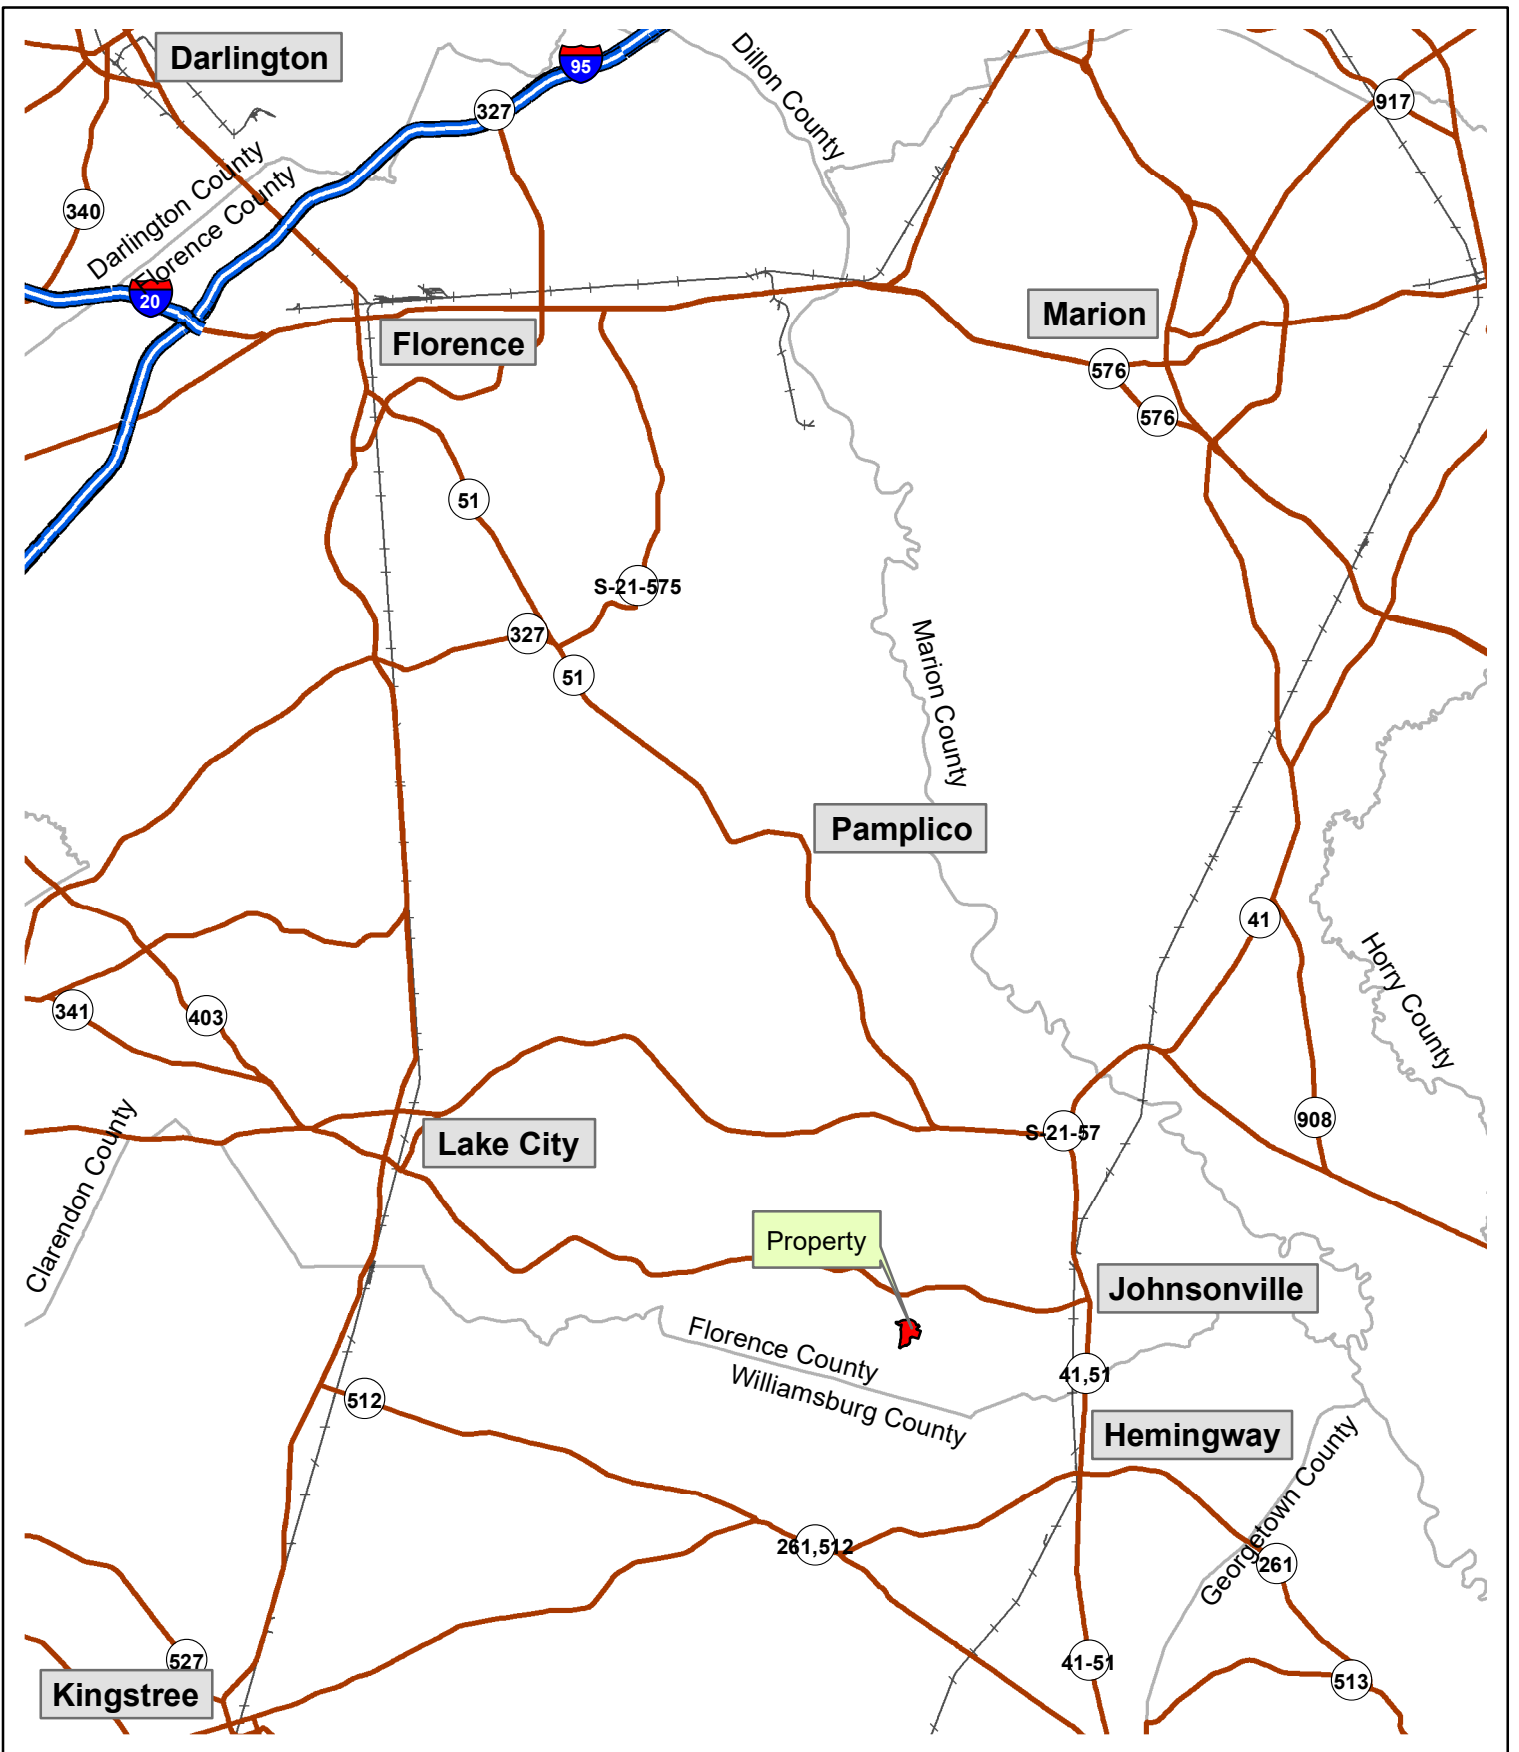 Darlington
95
327
Dillon County
917
Darlington County
Florence County
340
20
Florence
Marion
576
576
51
S-21-575
327
51
Marion County
Pamplico
41
Horry County
341
403
908
S-21-57
Lake City
Clarendon County
Property
Johnsonville
Florence County
Williamsburg County
41,51
512
Hemingway
Georgetown County
261,512
261
527
41-51
513
Kingstree